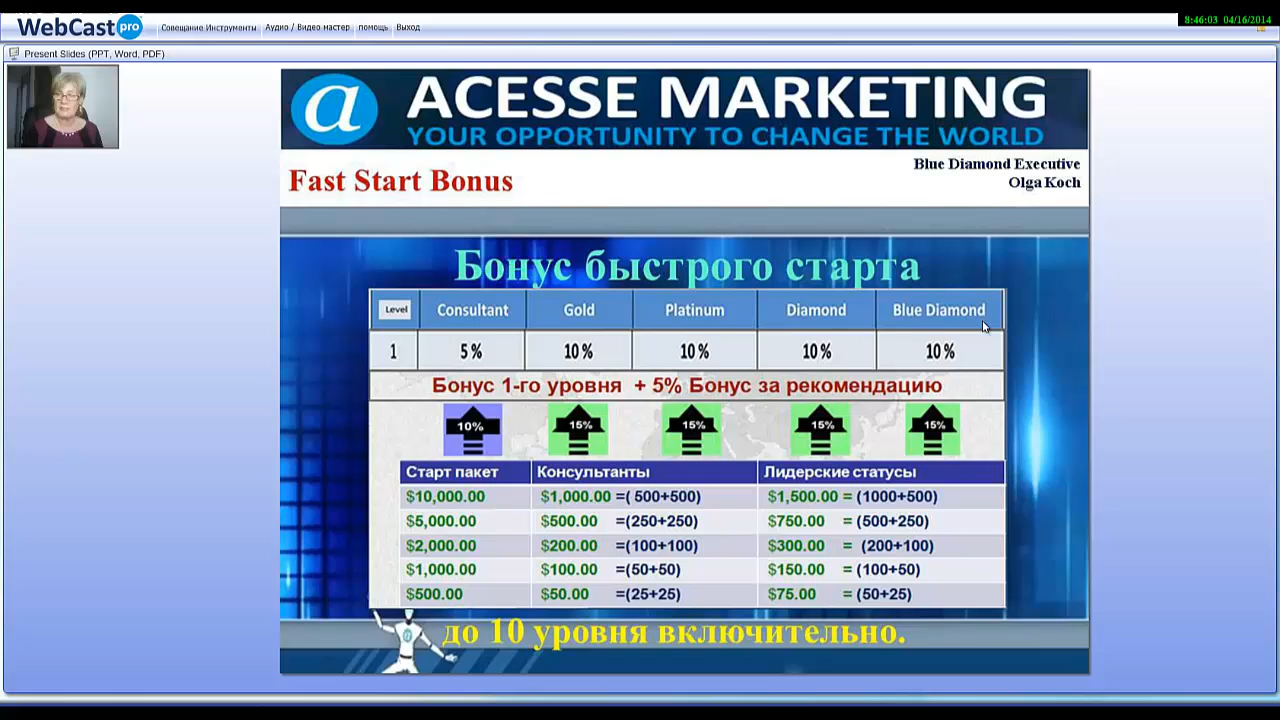 8:46:03 04/16/2014
WebCast pro
Совещание Инструменты Аудио / Видео мастер помощь Выход
Present Slides (PPT, Word, PDF)
a ACESSE MARKETING
YOUR OPPORTUNITY TO CHANGE THE WORLD
Blue Diamond Executive
Olga Koch
Fast Start Bonus
Бонус быстрого старта
Level Consultant Gold Platinum Diamond Blue Diamond
1 5 % 10 % 10 % 10 % 10 %
Бонус 1-го уровня + 5% Бонус за рекомендацию
10% 15% 15% 15% 15%
Старт пакет Консультанты Лидерские статусы
$10,000.00 $1,000.00 =( 500+500) $1,500.00 = (1000+500)
$5,000.00 $500.00 =(250+250) $750.00 = (500+250)
$2,000.00 $200.00 =(100+100) $300.00 = (200+100)
$1,000.00 $100.00 =(50+50) $150.00 = (100+50)
$500.00 $50.00 =(25+25) $75.00 = (50+25)
до 10 уровня включительно.